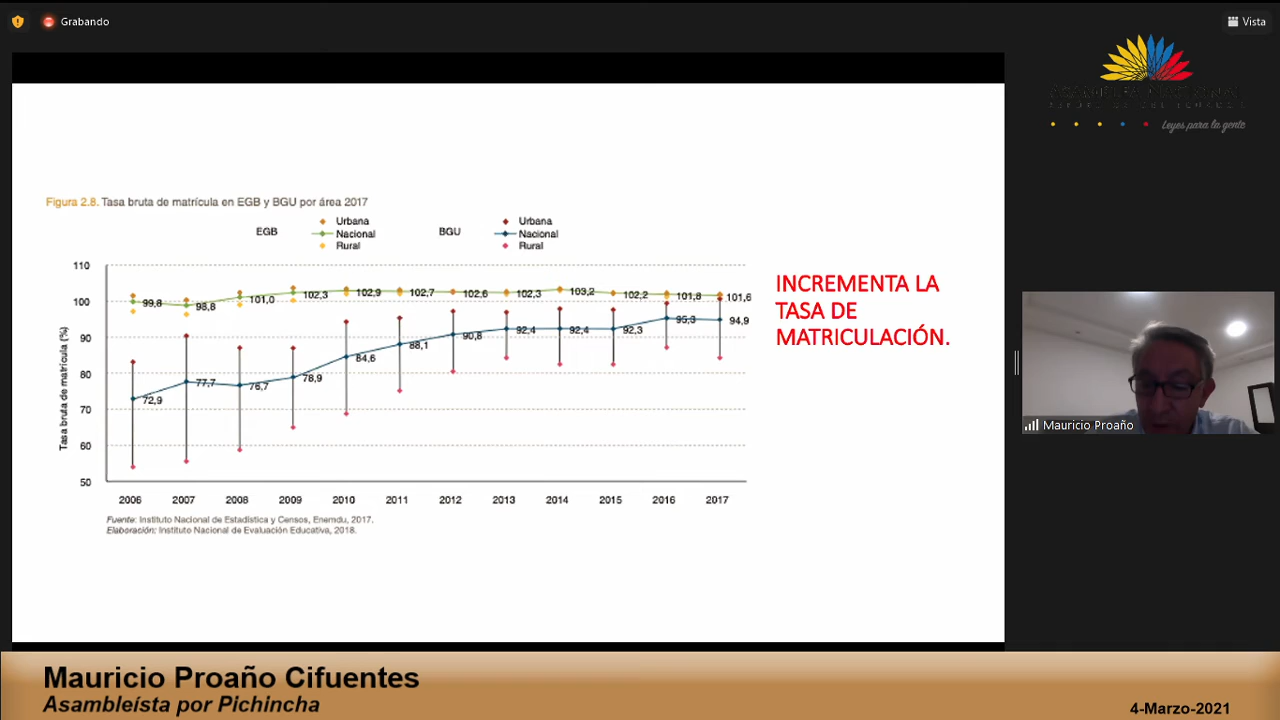 Grabando
Vista
ASAMBLEA NACIONAL
REPÚBLICA DEL ECUADOR
Leyes para la gente
Figura 2.8. Tasa bruta de matrícula en EGB y BGU por área 2017
EGB
Urbana
Nacional
Rural
BGU
Urbana
Nacional
Rural
Tasa bruta de matrícula (%)
110
100
90
80
70
60
50
99,8
98,8
101,0
102,3
102,9
102,7
102,6
102,3
103,2
102,2
101,8
101,6
72,9
77,7
76,7
78,9
84,6
88,1
90,8
92,4
92,4
92,3
95,3
94,9
2006 2007 2008 2009 2010 2011 2012 2013 2014 2015 2016 2017
Fuente: Instituto Nacional de Estadística y Censos, Enemdu, 2017.
Elaboración: Instituto Nacional de Evaluación Educativa, 2018.
INCREMENTA LA
TASA DE
MATRICULACIÓN.
Mauricio Proaño
Mauricio Proaño Cifuentes
Asambleísta por Pichincha
4-Marzo-2021